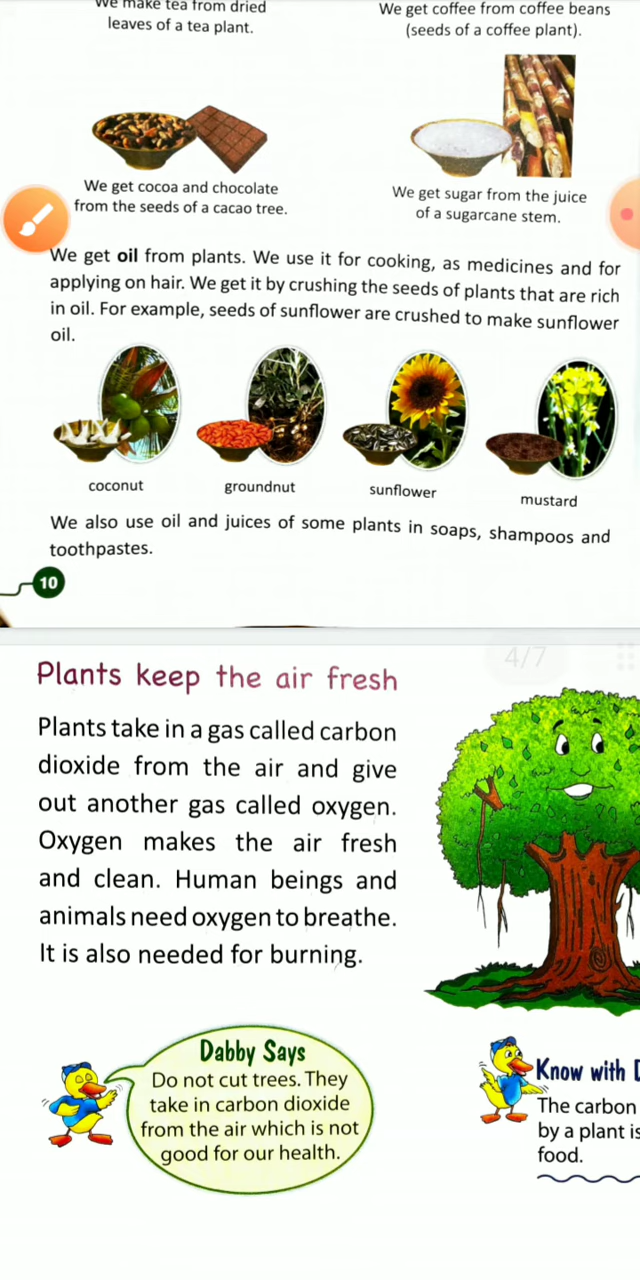 We make tea from dried
leaves of a tea plant.
We get coffee from coffee beans
(seeds of a coffee plant).
We get cocoa and chocolate
from the seeds of a cacao tree.
We get sugar from the juice
of a sugarcane stem.
We get oil from plants. We use it for cooking, as medicines and for
applying on hair. We get it by crushing the seeds of plants that are rich
in oil. For example, seeds of sunflower are crushed to make sunflower
oil.
coconut
groundnut
sunflower
mustard
We also use oil and juices of some plants in soaps, shampoos and
toothpastes.
10
4/7
Plants keep the air fresh
Plants take in a gas called carbon
dioxide from the air and give
out another gas called oxygen.
Oxygen makes the air fresh
and clean. Human beings and
animals need oxygen to breathe.
It is also needed for burning.
Dabby Says
Do not cut trees. They
take in carbon dioxide
from the air which is not
good for our health.
Know with
The carbon
by a plant is
food.